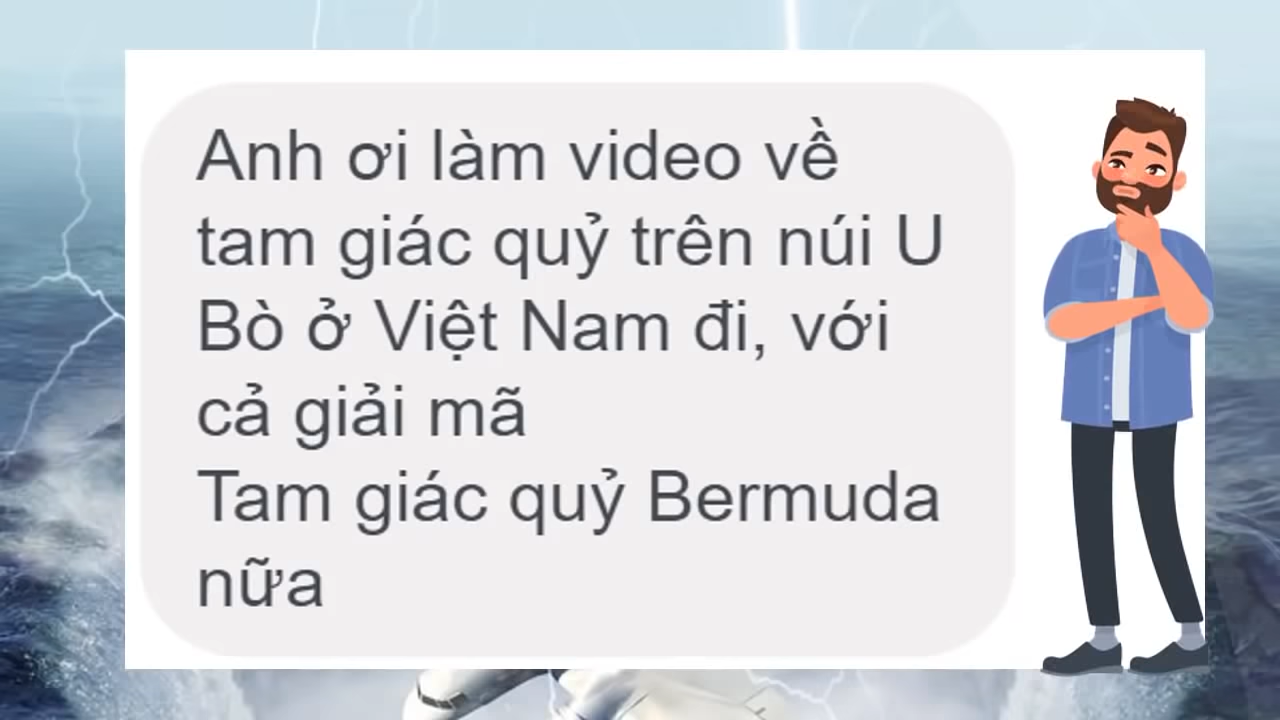 Anh ơi làm video về
tam giác quỷ trên núi U
Bò ở Việt Nam đi, với
cả giải mã
Tam giác quỷ Bermuda
nữa